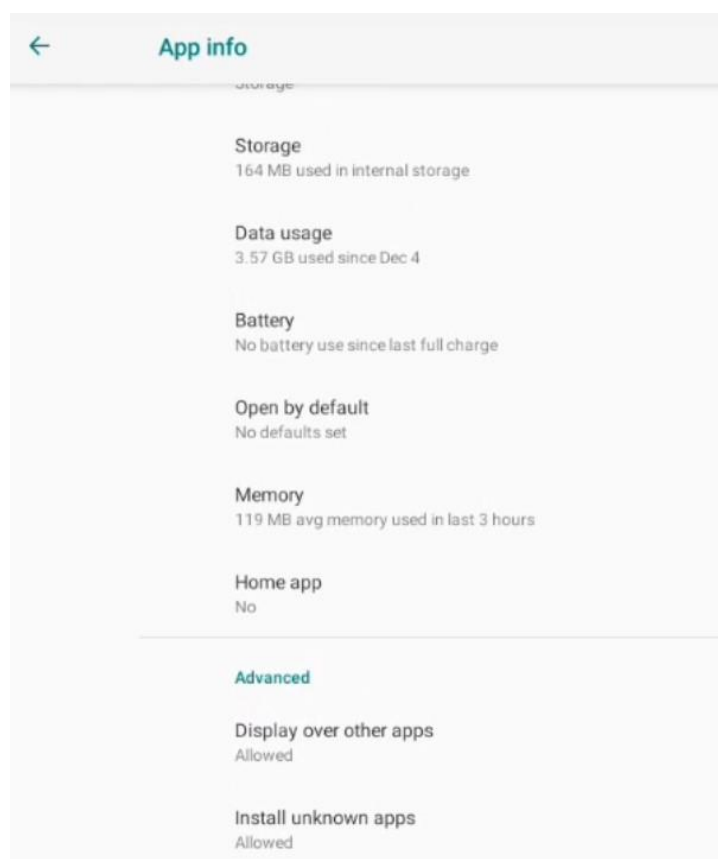 App info
Storage
Storage
164 MB used in internal storage
Data usage
3.57 GB used since Dec 4
Battery
No battery use since last full charge
Open by default
No defaults set
Memory
119 MB avg memory used in last 3 hours
Home app
No
Advanced
Display over other apps
Allowed
Install unknown apps
Allowed